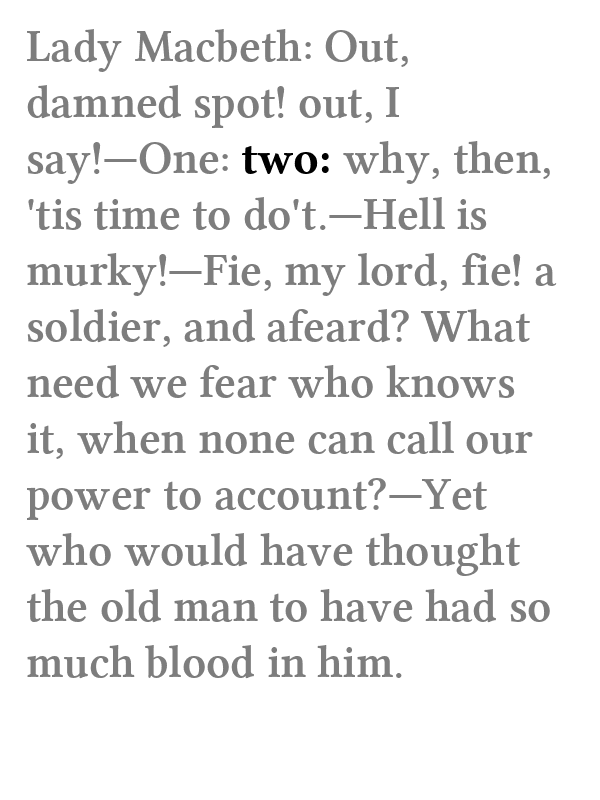 Lady Macbeth: Out,
damned spot! out, I
say!—One: two: why, then,
'tis time to do't.—Hell is
murky!—Fie, my lord, fie! a
soldier, and afeard? What
need we fear who knows
it, when none can call our
power to account?—Yet
who would have thought
the old man to have had so
much blood in him.